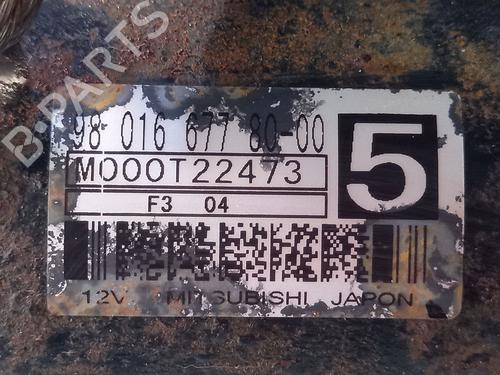 B-PARTS
98 016 677 80-00
M000T22473
5
F3 04
12V MITSUBISHI JAPON